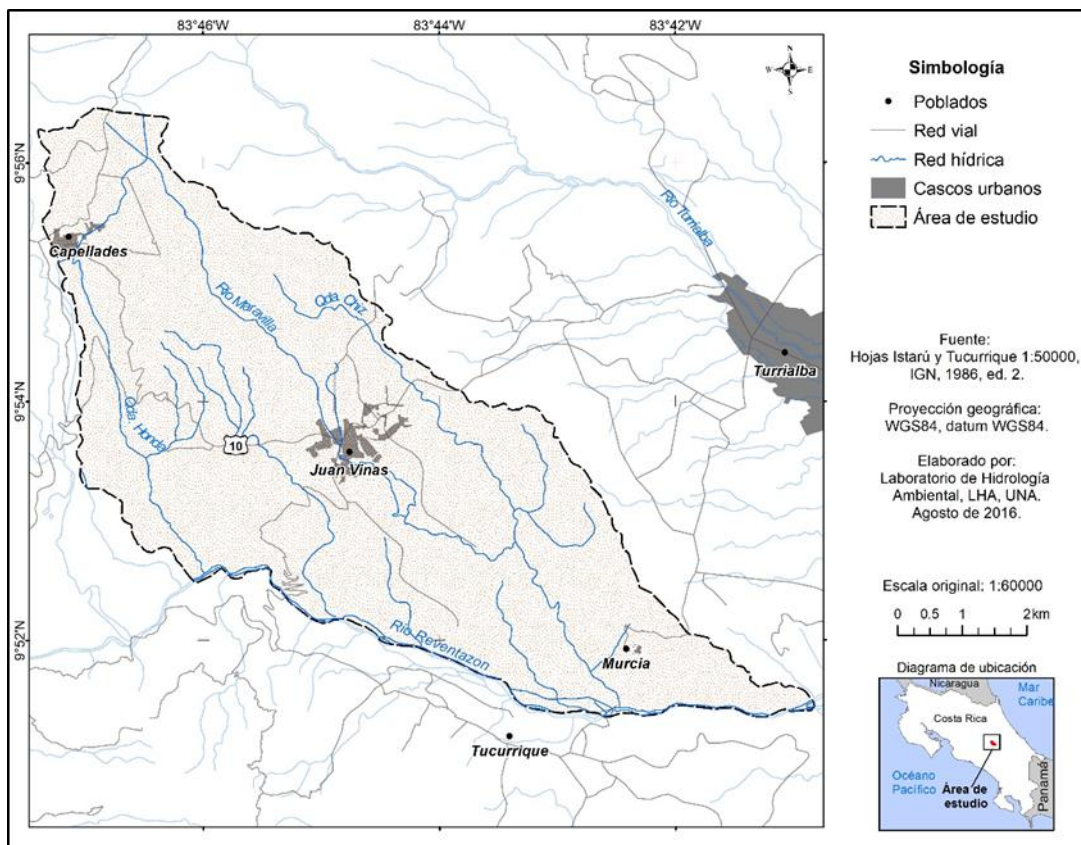 83°46'W
83°44'W
83°42'W
9°56'N
9°54'N
9°52'N
N
W
E
S
Capellades
Río Maravilla
Qda Chiz
Río Turrialba
Turrialba
Qda Honda
10
Juan Viñas
Río Reventazon
Murcia
Tucurrique
Simbología
Poblados
Red vial
Red hídrica
Cascos urbanos
Área de estudio
Fuente:
Hojas Istarú y Tucurrique 1:50000,
IGN, 1986, ed. 2.
Proyección geográfica:
WGS84, datum WGS84.
Elaborado por:
Laboratorio de Hidrología
Ambiental, LHA, UNA.
Agosto de 2016.
Escala original: 1:60000
0 0.5 1 2 km
Diagrama de ubicación
Nicaragua
Mar
Caribe
Costa Rica
Océano
Pacífico
Área de
estudio
Panamá